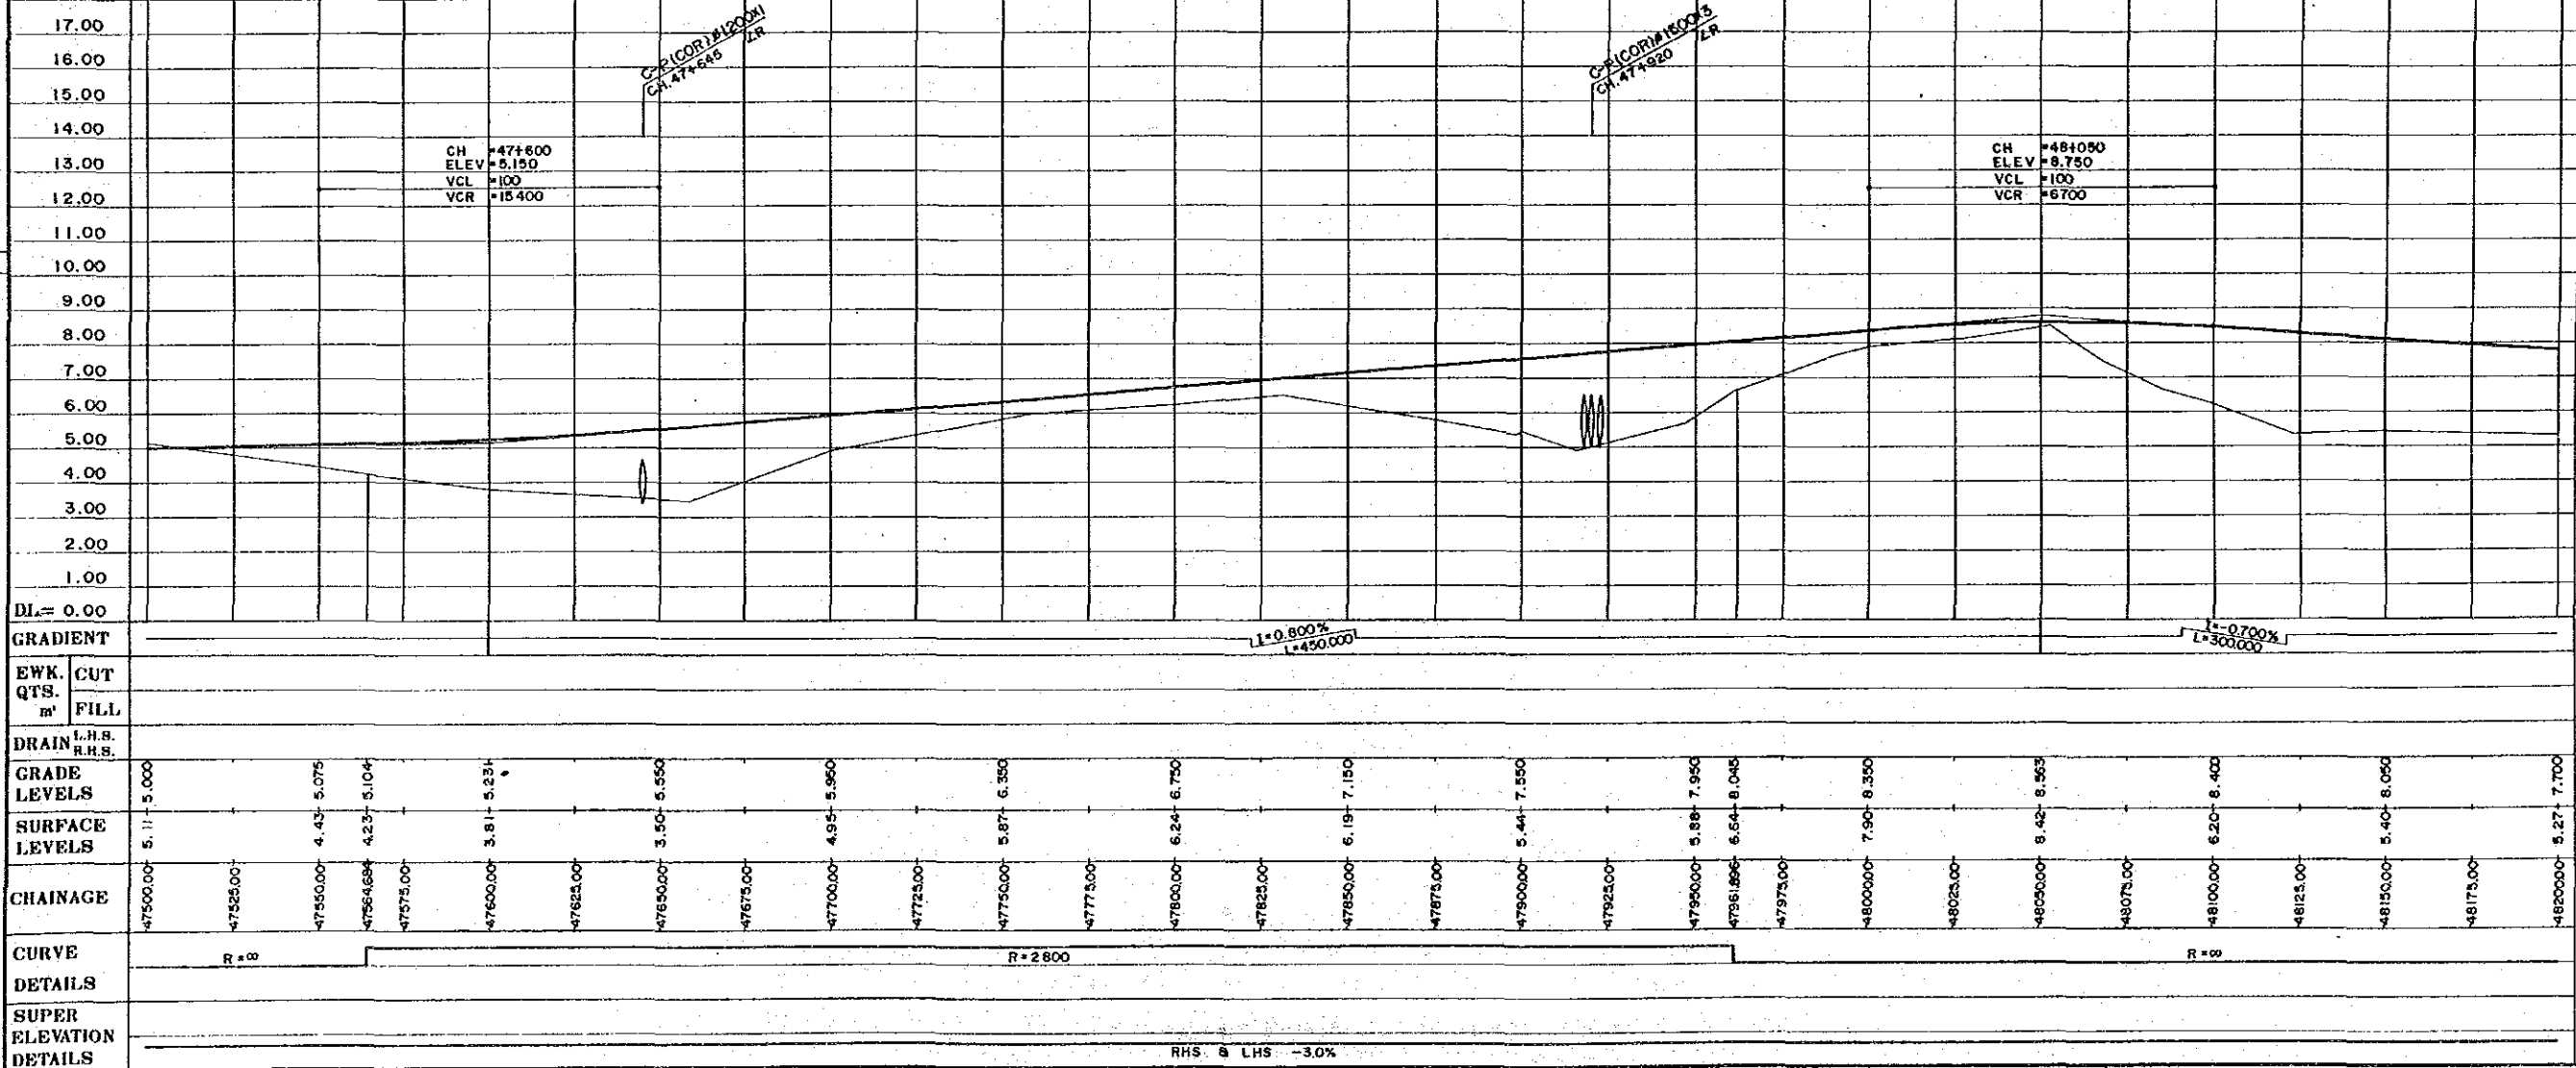 17.00
16.00
15.00
14.00
13.00
12.00
11.00
10.00
9.00
8.00
7.00
6.00
5.00
4.00
3.00
2.00
1.00
DL= 0.00
C-P(COR)ø1200X1
CH.47+645 ∠R
C-P(COR)ø1500X3
CH.47+920 ∠R
CH =47+600
ELEV =5.150
VCL =100
VCR =15400
CH =48+050
ELEV =8.750
VCL =100
VCR =6700
GRADIENT
I=0.800%
L=450.000
I=-0.700%
L=300.000
EWK. QTS. m³
CUT
FILL
DRAIN L.H.S. R.H.S.
GRADE LEVELS
5.000 5.075 5.104 5.231 5.550 5.950 6.350 6.750 7.150 7.550 7.950 8.045 8.350 8.563 8.400 8.050 7.700
SURFACE LEVELS
5.11 4.43 4.23 3.81 3.50 4.95 5.87 6.24 6.19 5.44 5.88 6.64 7.90 8.42 6.20 5.40 5.27
CHAINAGE
47500.00 47525.00 47550.00 47564.684 47575.00 47600.00 47625.00 47650.00 47675.00 47700.00 47725.00 47750.00 47775.00 47800.00 47825.00 47850.00 47875.00 47900.00 47925.00 47950.00 47961.896 47975.00 48000.00 48025.00 48050.00 48075.00 48100.00 48125.00 48150.00 48175.00 48200.00
CURVE DETAILS
R=∞
R=2800
R=∞
SUPER ELEVATION DETAILS
RHS & LHS -3.0%